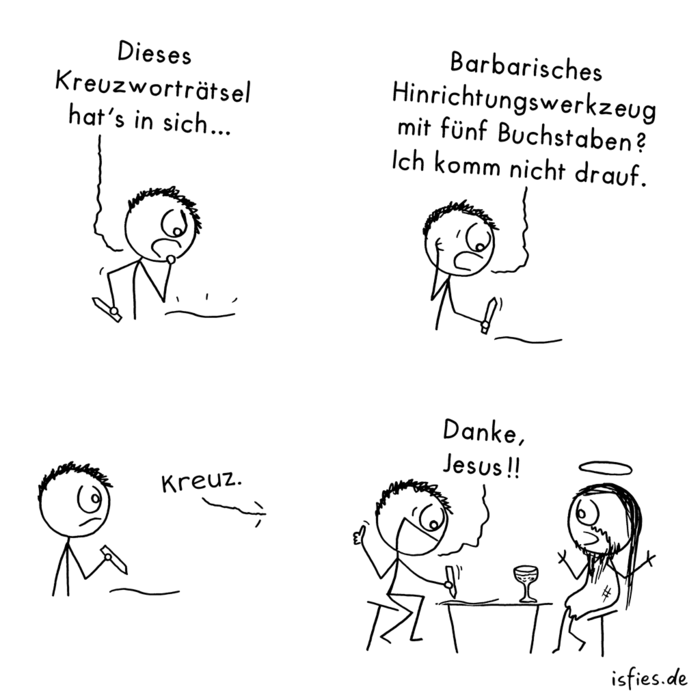 Dieses
Kreuzworträtsel
hat's in sich...
Barbarisches
Hinrichtungswerkzeug
mit fünf Buchstaben?
Ich komm nicht drauf.
Kreuz.
Danke,
Jesus!!
isfies.de